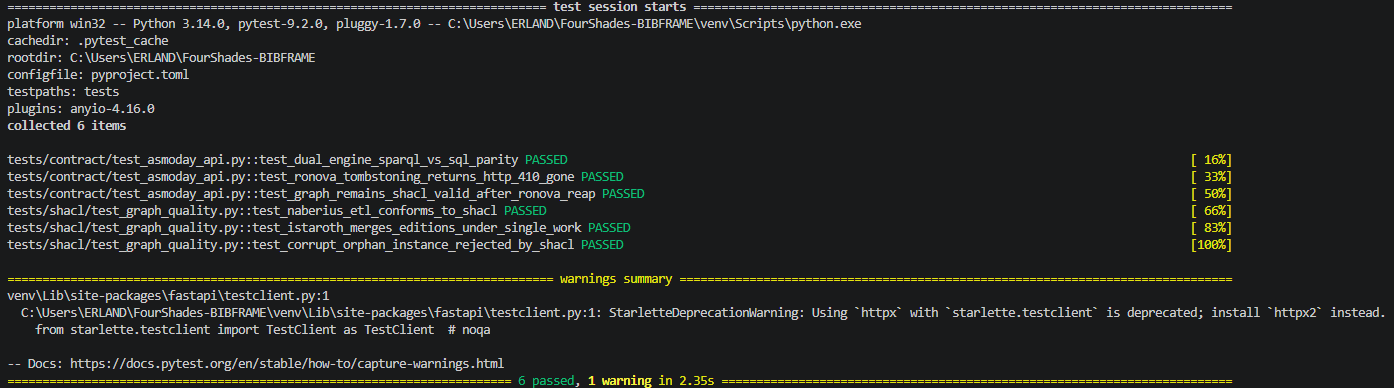 ============================================================================= test session starts =============================================================================
platform win32 -- Python 3.14.0, pytest-9.2.0, pluggy-1.7.0 -- C:\Users\ERLAND\FourShades-BIBFRAME\venv\Scripts\python.exe
cachedir: .pytest_cache
rootdir: C:\Users\ERLAND\FourShades-BIBFRAME
configfile: pyproject.toml
testpaths: tests
plugins: anyio-4.16.0
collected 6 items
tests/contract/test_asmoday_api.py::test_dual_engine_sparql_vs_sql_parity PASSED [ 16%]
tests/contract/test_asmoday_api.py::test_ronova_tombstoning_returns_http_410_gone PASSED [ 33%]
tests/contract/test_asmoday_api.py::test_graph_remains_shacl_valid_after_ronova_reap PASSED [ 50%]
tests/shacl/test_graph_quality.py::test_naberius_etl_conforms_to_shacl PASSED [ 66%]
tests/shacl/test_graph_quality.py::test_istaroth_merges_editions_under_single_work PASSED [ 83%]
tests/shacl/test_graph_quality.py::test_corrupt_orphan_instance_rejected_by_shacl PASSED [100%]
============================================================================== warnings summary ===============================================================================
venv\Lib\site-packages\fastapi\testclient.py:1
C:\Users\ERLAND\FourShades-BIBFRAME\venv\Lib\site-packages\fastapi\testclient.py:1: StarletteDeprecationWarning: Using `httpx` with `starlette.testclient` is deprecated; install `httpx2` instead.
from starlette.testclient import TestClient as TestClient  # noqa
-- Docs: https://docs.pytest.org/en/stable/how-to/capture-warnings.html
======================================================================== 6 passed, 1 warning in 2.35s =========================================================================